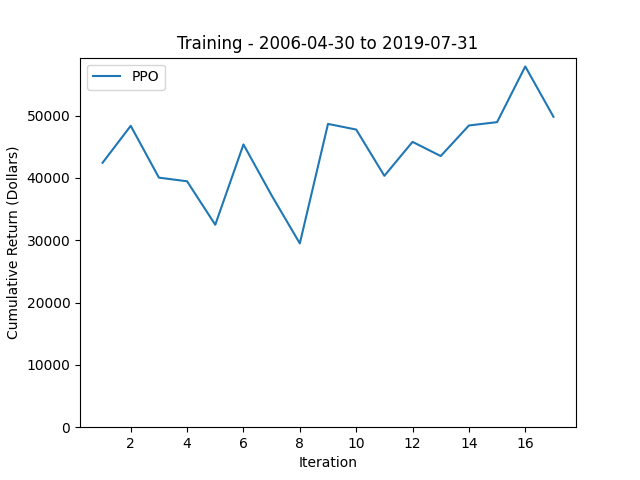 Training - 2006-04-30 to 2019-07-31
PPO
Cumulative Return (Dollars)
50000
40000
30000
20000
10000
0
2 4 6 8 10 12 14 16
Iteration